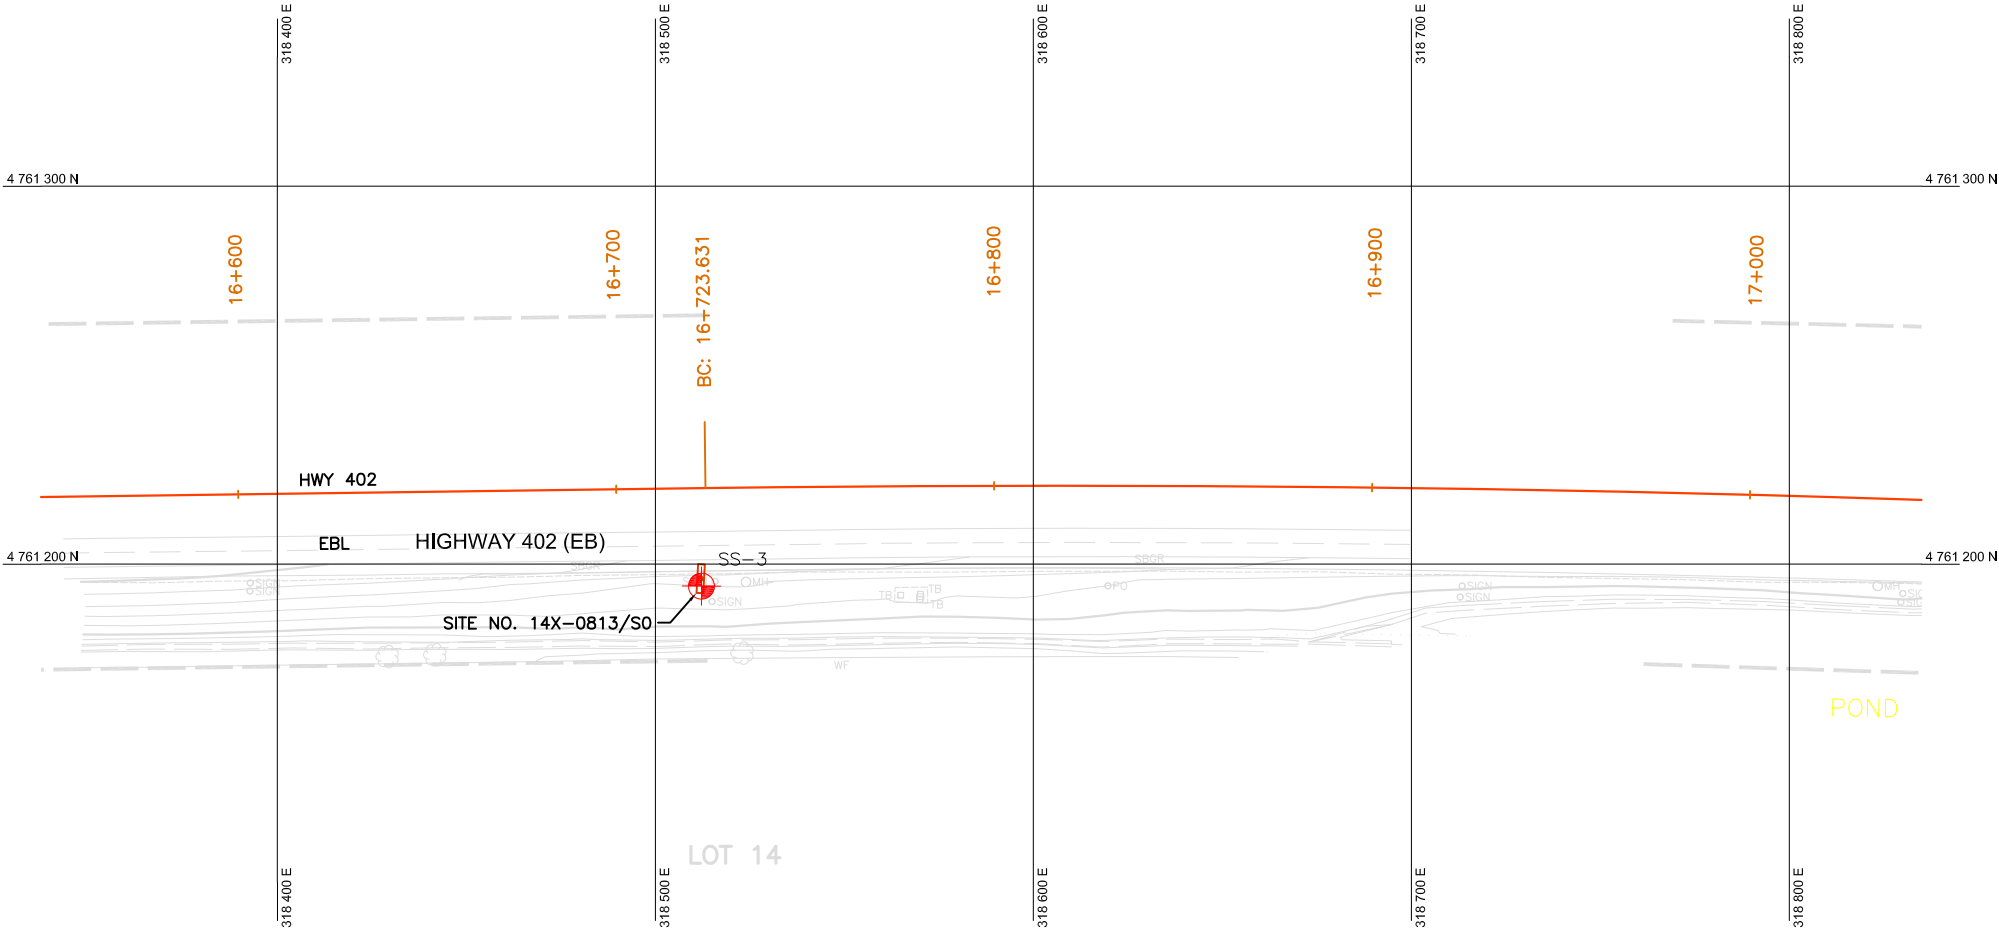 318 400 E
318 500 E
318 600 E
318 700 E
318 800 E
4 761 300 N
4 761 300 N
16+600
16+700
BC: 16+723.631
16+800
16+900
17+000
HWY 402
EBL
HIGHWAY 402 (EB)
4 761 200 N
4 761 200 N
SS-3
SBGR
SBGR
SIGN
SIGN
MH
SIGN
TB
TB
TB
PO
SIGN
SIGN
MH
SITE NO. 14X-0813/S0
WF
POND
LOT 14
318 400 E
318 500 E
318 600 E
318 700 E
318 800 E